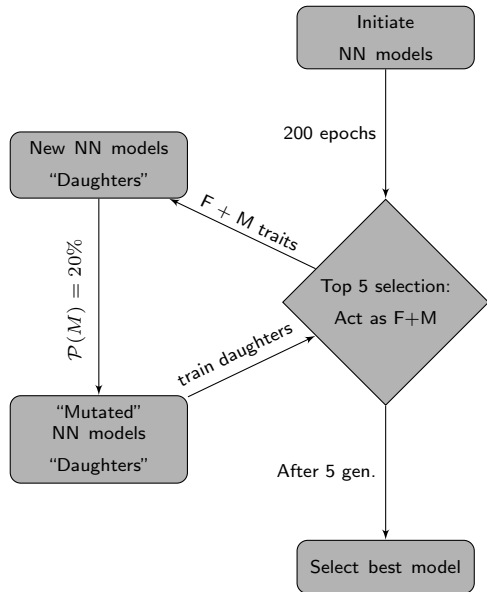 Initiate
NN models
200 epochs
New NN models
“Daughters”
F + M traits
Top 5 selection:
Act as F+M
𝒫(M) = 20%
train daughters
“Mutated”
NN models
“Daughters”
After 5 gen.
Select best model